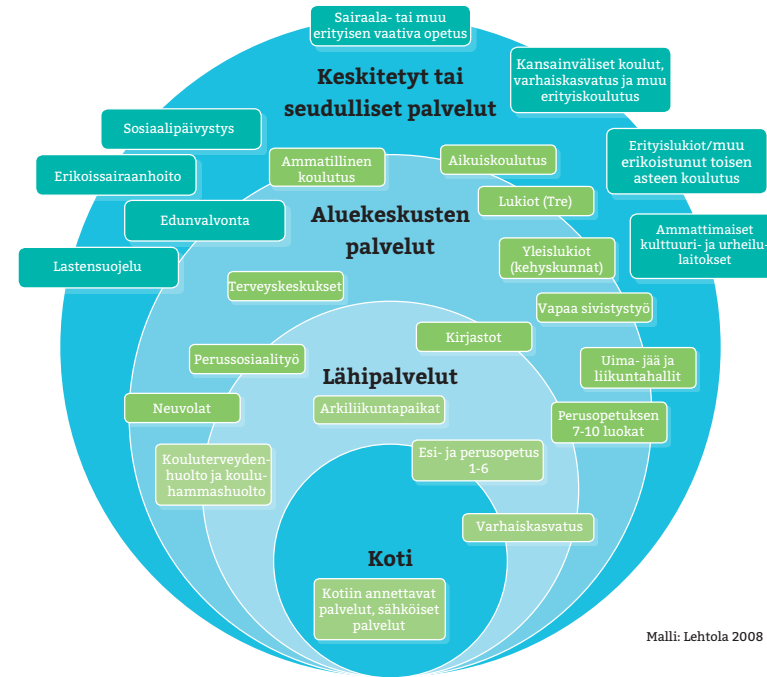 Sairaala- tai muu
erityisen vaativa opetus
Keskitetyt tai
seudulliset palvelut
Kansainväliset koulut,
varhaiskasvatus ja muu
erityiskoulutus
Sosiaalipäivystys
Erityislukiot/muu
erikoistunut toisen
asteen koulutus
Ammatillinen
koulutus
Aikuiskoulutus
Erikoissairaanhoito
Lukiot (Tre)
Edunvalvonta
Aluekeskusten
palvelut
Ammattimaiset
kulttuuri- ja urheilu-
laitokset
Yleislukiot
(kehyskunnat)
Lastensuojelu
Terveyskeskukset
Vapaa sivistystyö
Kirjastot
Perussosiaalityö
Uima- jää ja
liikuntahallit
Lähipalvelut
Neuvolat
Arkiliikuntapaikat
Perusopetuksen
7-10 luokat
Kouluterveyden-
huolto ja koulu-
hammashuolto
Esi- ja perusopetus
1-6
Varhaiskasvatus
Koti
Kotiin annettavat
palvelut, sähköiset
palvelut
Malli: Lehtola 2008